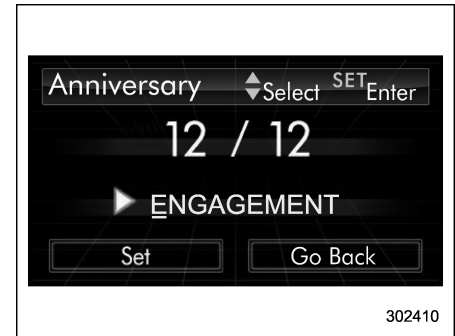 Anniversary Select SET Enter
12 / 12
ENGAGEMENT
Set Go Back
302410